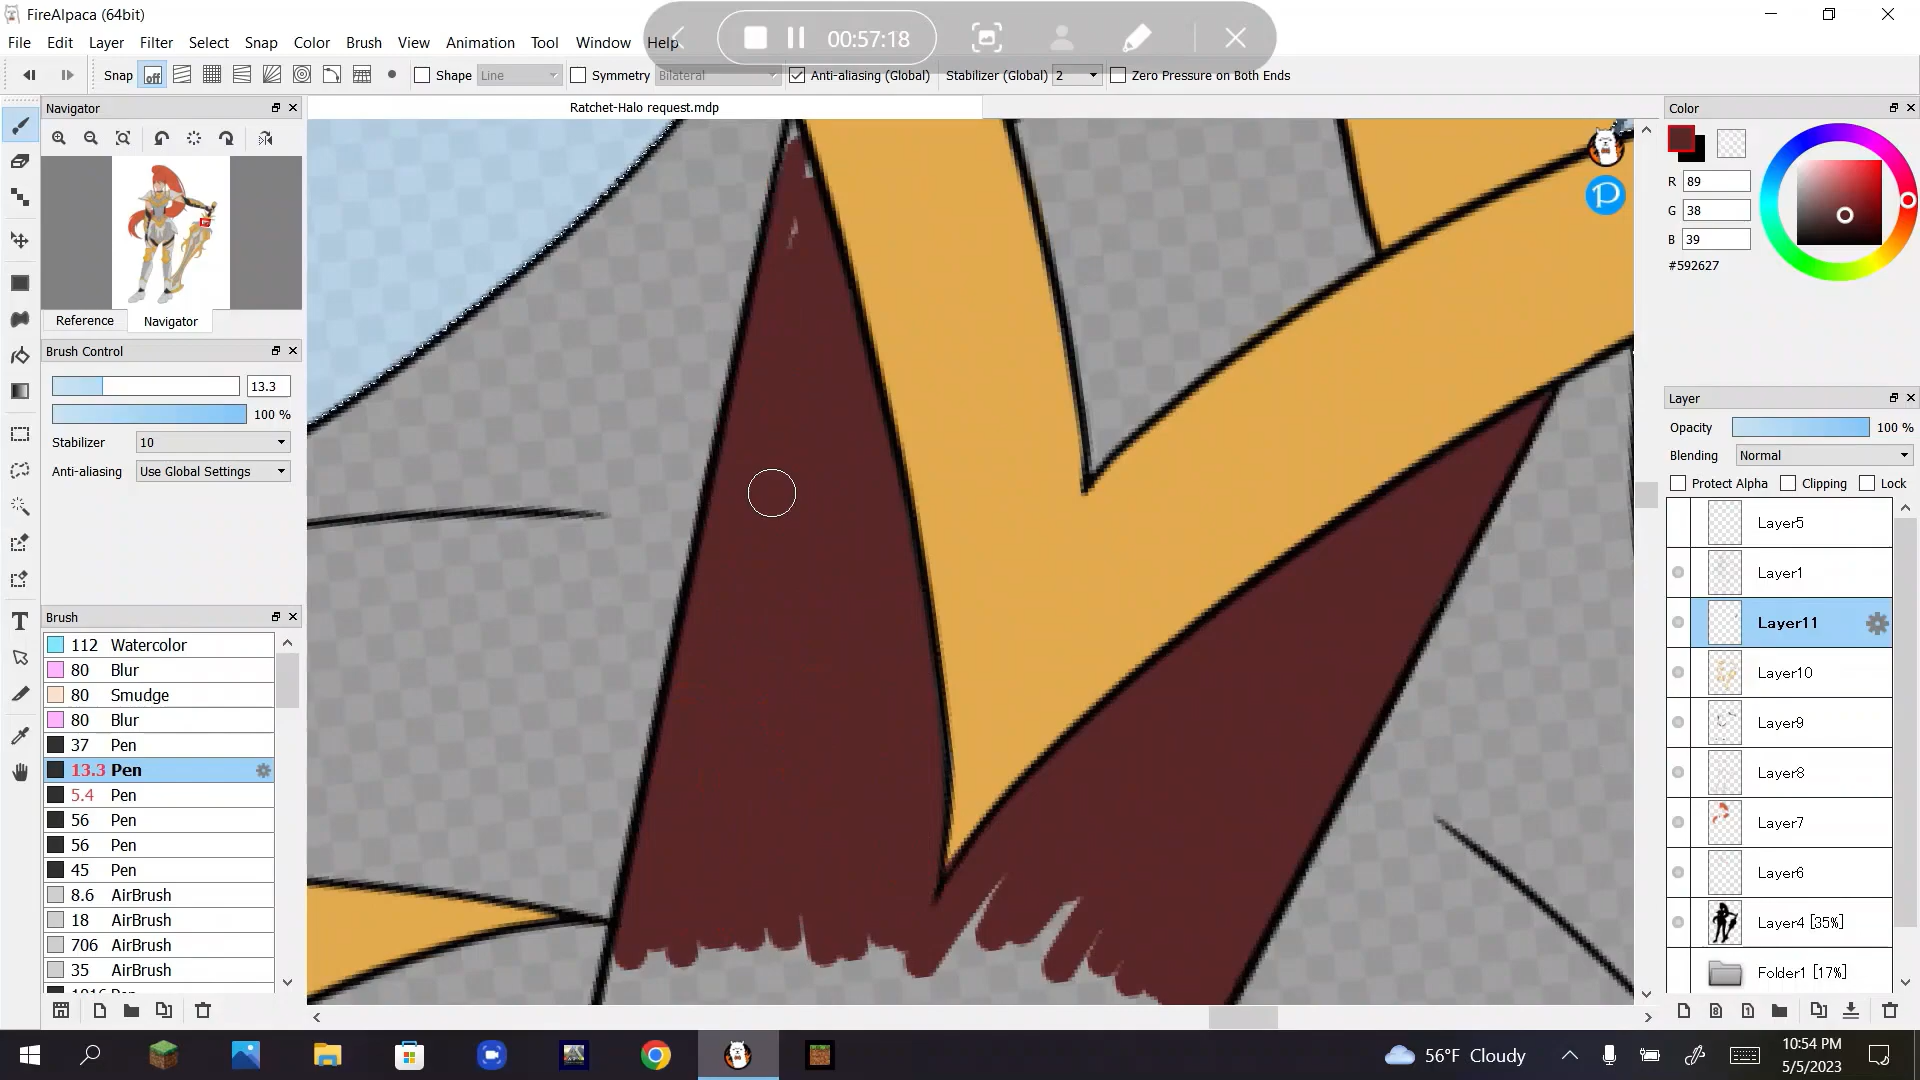 FireAlpaca (64bit)
00:57:18
File Edit Layer Filter Select Snap Color Brush View Animation Tool Window Help
Snap off Shape Line Symmetry Bilateral Anti-aliasing (Global) Stabilizer (Global) 2 Zero Pressure on Both Ends
Navigator
Ratchet-Halo request.mdp
Color
R 89
G 38
B 39
#592627
Reference Navigator
Brush Control
13.3
100 %
Stabilizer 10
Anti-aliasing Use Global Settings
Layer
Opacity 100 %
Blending Normal
Protect Alpha Clipping Lock
Layer5
Layer1
Layer11
Layer10
Layer9
Layer8
Layer7
Layer6
Layer4 [35%]
Folder1 [17%]
Brush
112 Watercolor
80 Blur
80 Smudge
80 Blur
37 Pen
13.3 Pen
5.4 Pen
56 Pen
56 Pen
45 Pen
8.6 AirBrush
18 AirBrush
706 AirBrush
35 AirBrush
T
P
56°F Cloudy
10:54 PM
5/5/2023